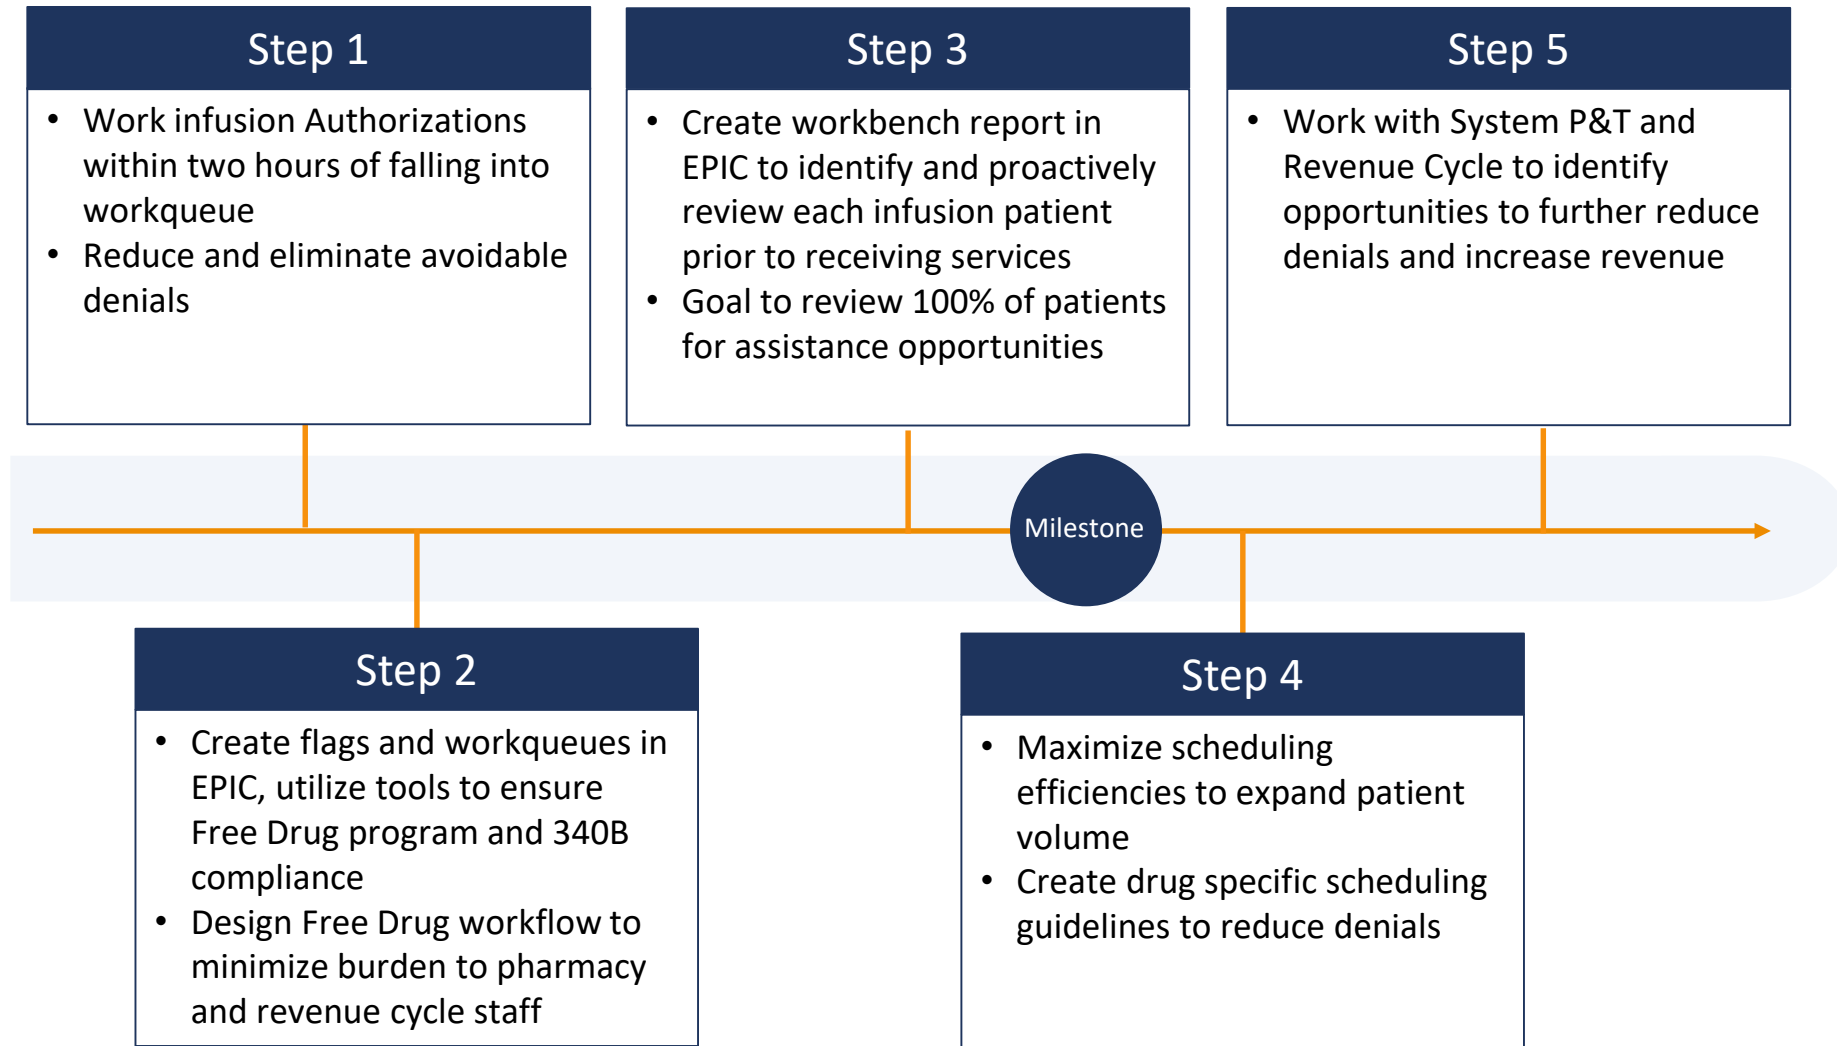 Step 1
• Work infusion Authorizations
within two hours of falling into
workqueue
• Reduce and eliminate avoidable
denials
Step 3
• Create workbench report in
EPIC to identify and proactively
review each infusion patient
prior to receiving services
• Goal to review 100% of patients
for assistance opportunities
Step 5
• Work with System P&T and
Revenue Cycle to identify
opportunities to further reduce
denials and increase revenue
Milestone
Step 2
• Create flags and workqueues in
EPIC, utilize tools to ensure
Free Drug program and 340B
compliance
• Design Free Drug workflow to
minimize burden to pharmacy
and revenue cycle staff
Step 4
• Maximize scheduling
efficiencies to expand patient
volume
• Create drug specific scheduling
guidelines to reduce denials